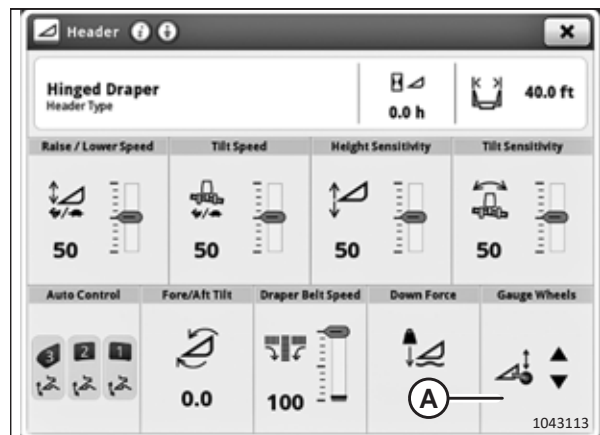 Header
Hinged Draper
Header Type
0.0 h
40.0 ft
Raise / Lower Speed
Tilt Speed
Height Sensitivity
Tilt Sensitivity
50
50
50
50
Auto Control
Fore/Aft Tilt
Draper Belt Speed
Down Force
Gauge Wheels
3 2 1
0.0
100
A
1043113